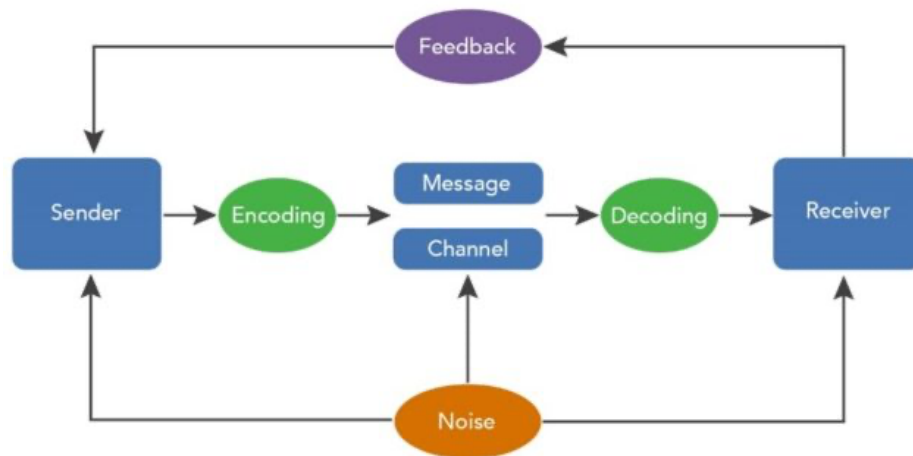 Feedback
Sender
Encoding
Message
Channel
Decoding
Receiver
Noise